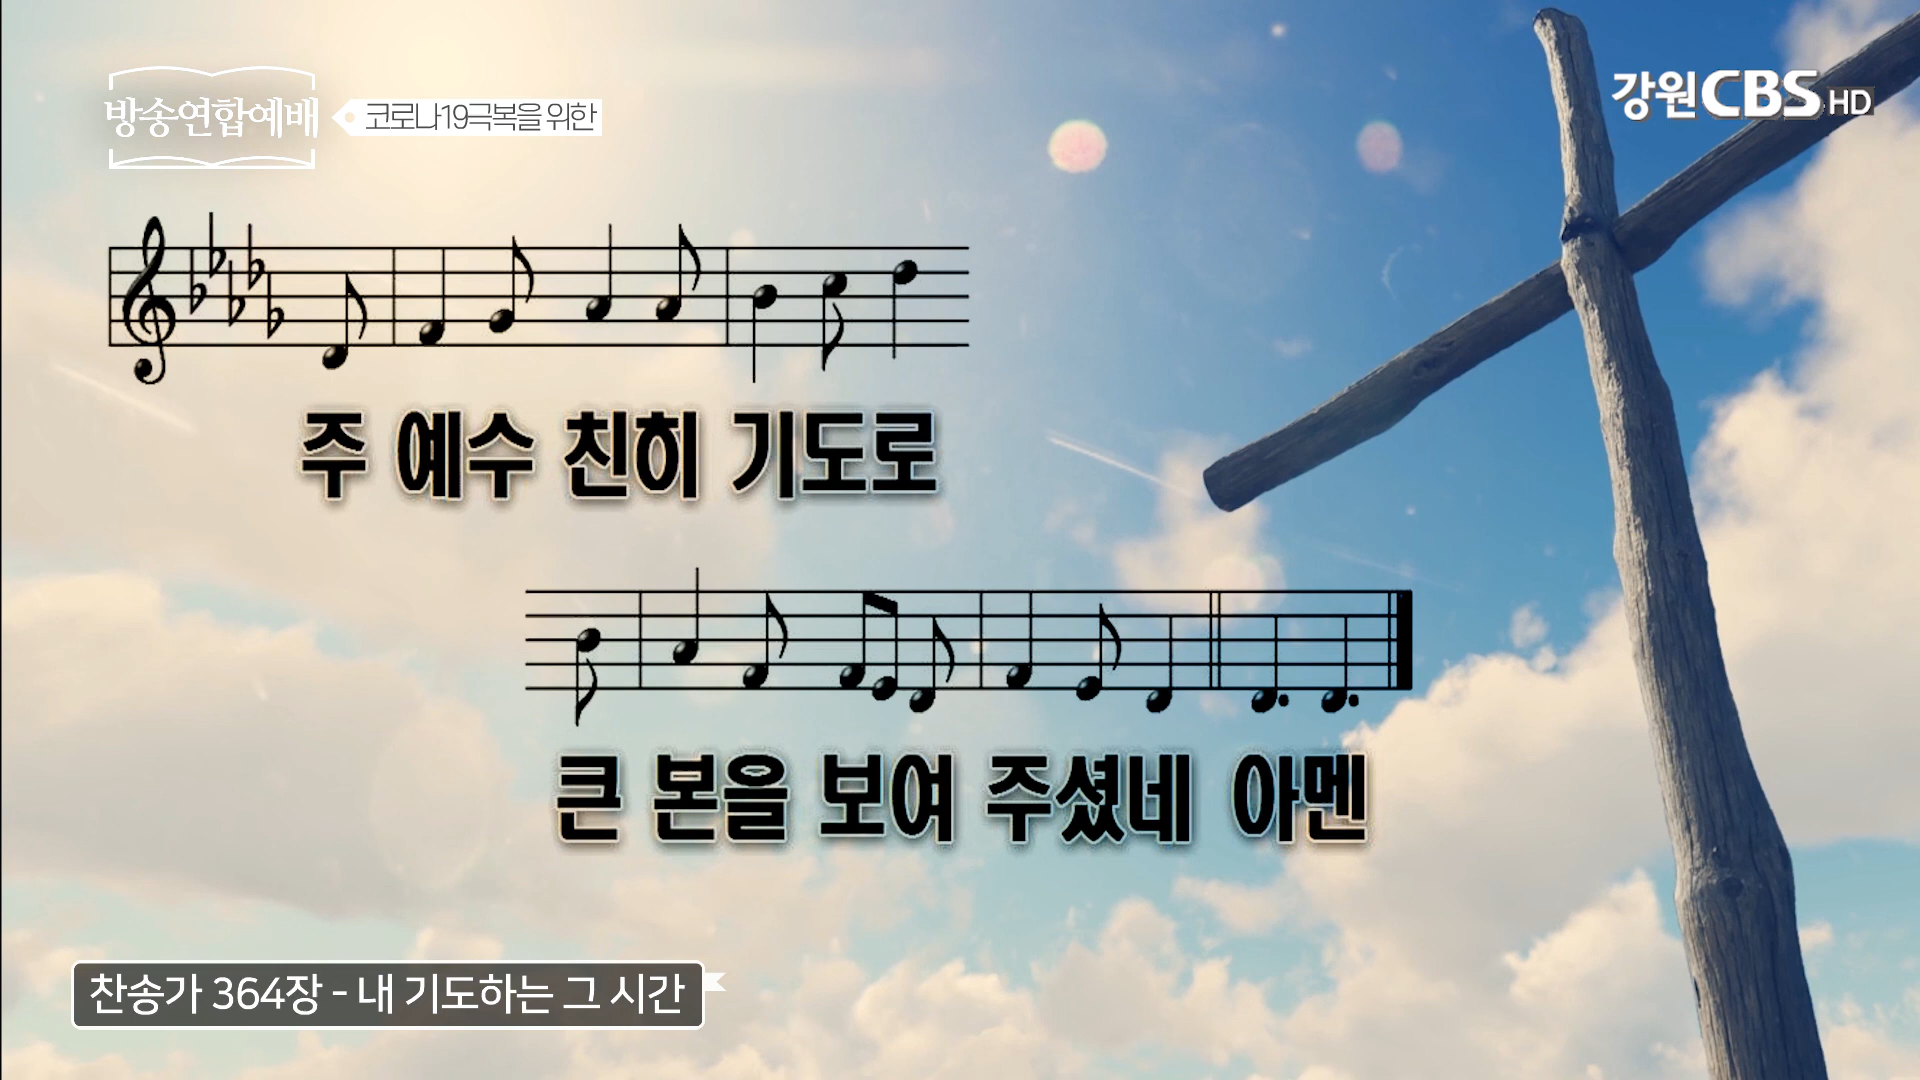 방송연합예배
코로나19극복을 위한
강원CBS HD
주 예수 친히 기도로
큰 본을 보여 주셨네 아멘
찬송가 364장 - 내 기도하는 그 시간